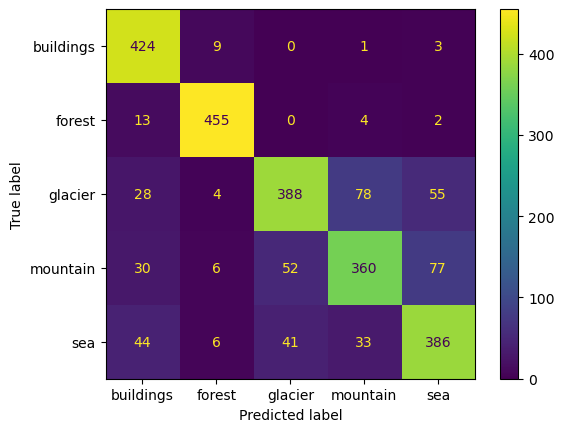 True label
buildings 424 9 0 1 3
forest 13 455 0 4 2
glacier 28 4 388 78 55
mountain 30 6 52 360 77
sea 44 6 41 33 386
buildings forest glacier mountain sea
Predicted label
400
300
200
100
0